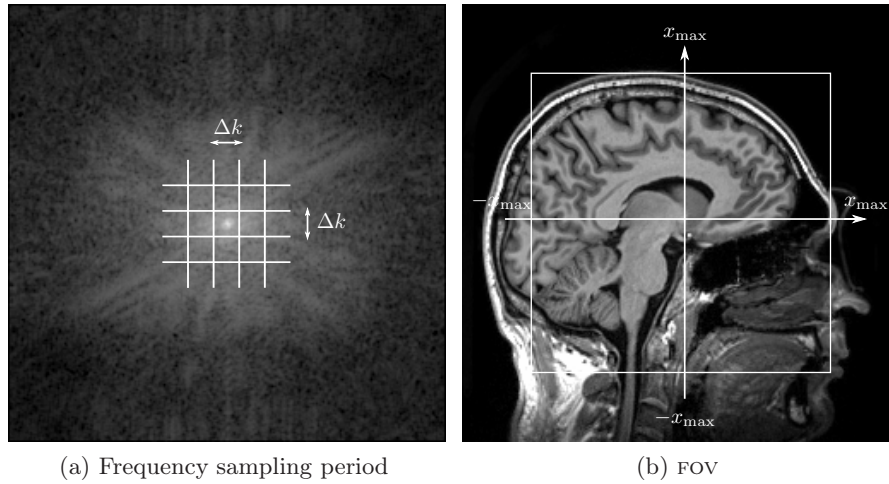 x_max
Δk
Δk
−x_max
x_max
−x_max
(a) Frequency sampling period
(b) FOV